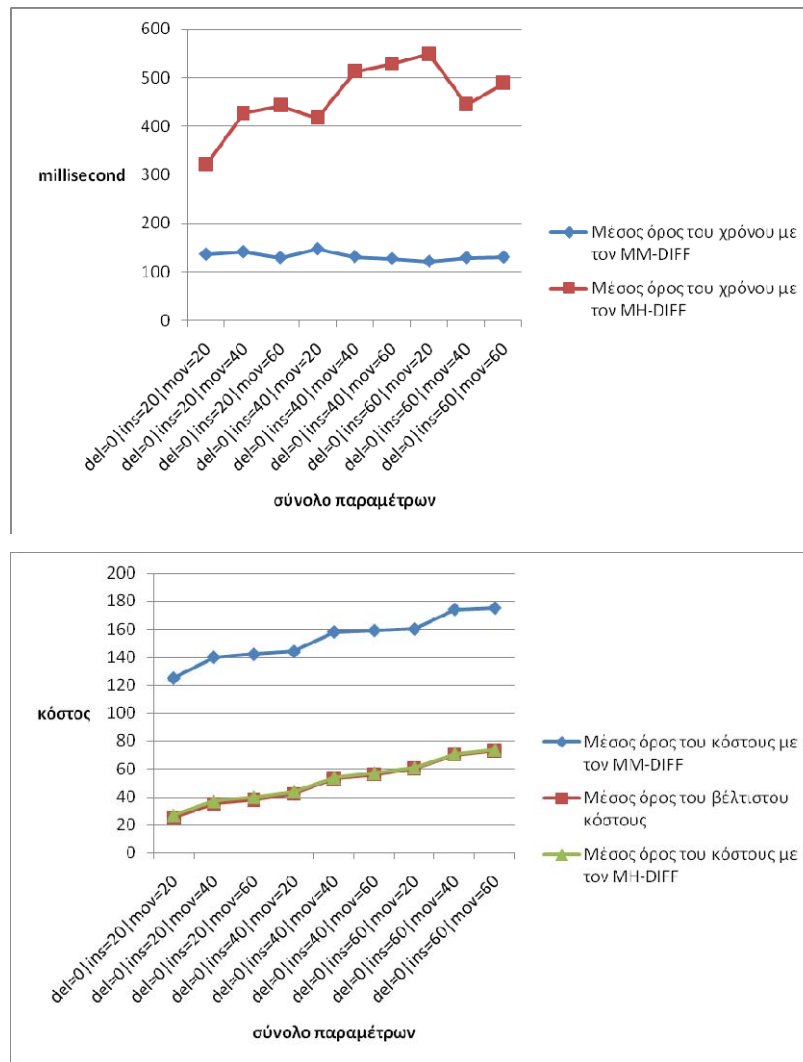 600
500
400
300
200
100
0
millisecond
Μέσος όρος του χρόνου με
τον MM-DIFF
Μέσος όρος του χρόνου με
τον MH-DIFF
del=0|ins=20|mov=20
del=0|ins=20|mov=40
del=0|ins=20|mov=60
del=0|ins=40|mov=20
del=0|ins=40|mov=40
del=0|ins=40|mov=60
del=0|ins=60|mov=20
del=0|ins=60|mov=40
del=0|ins=60|mov=60
σύνολο παραμέτρων
200
180
160
140
120
100
80
60
40
20
0
κόστος
Μέσος όρος του κόστους με
τον MM-DIFF
Μέσος όρος του βέλτιστου
κόστους
Μέσος όρος του κόστους με
τον MH-DIFF
del=0|ins=20|mov=20
del=0|ins=20|mov=40
del=0|ins=20|mov=60
del=0|ins=40|mov=20
del=0|ins=40|mov=40
del=0|ins=40|mov=60
del=0|ins=60|mov=20
del=0|ins=60|mov=40
del=0|ins=60|mov=60
σύνολο παραμέτρων